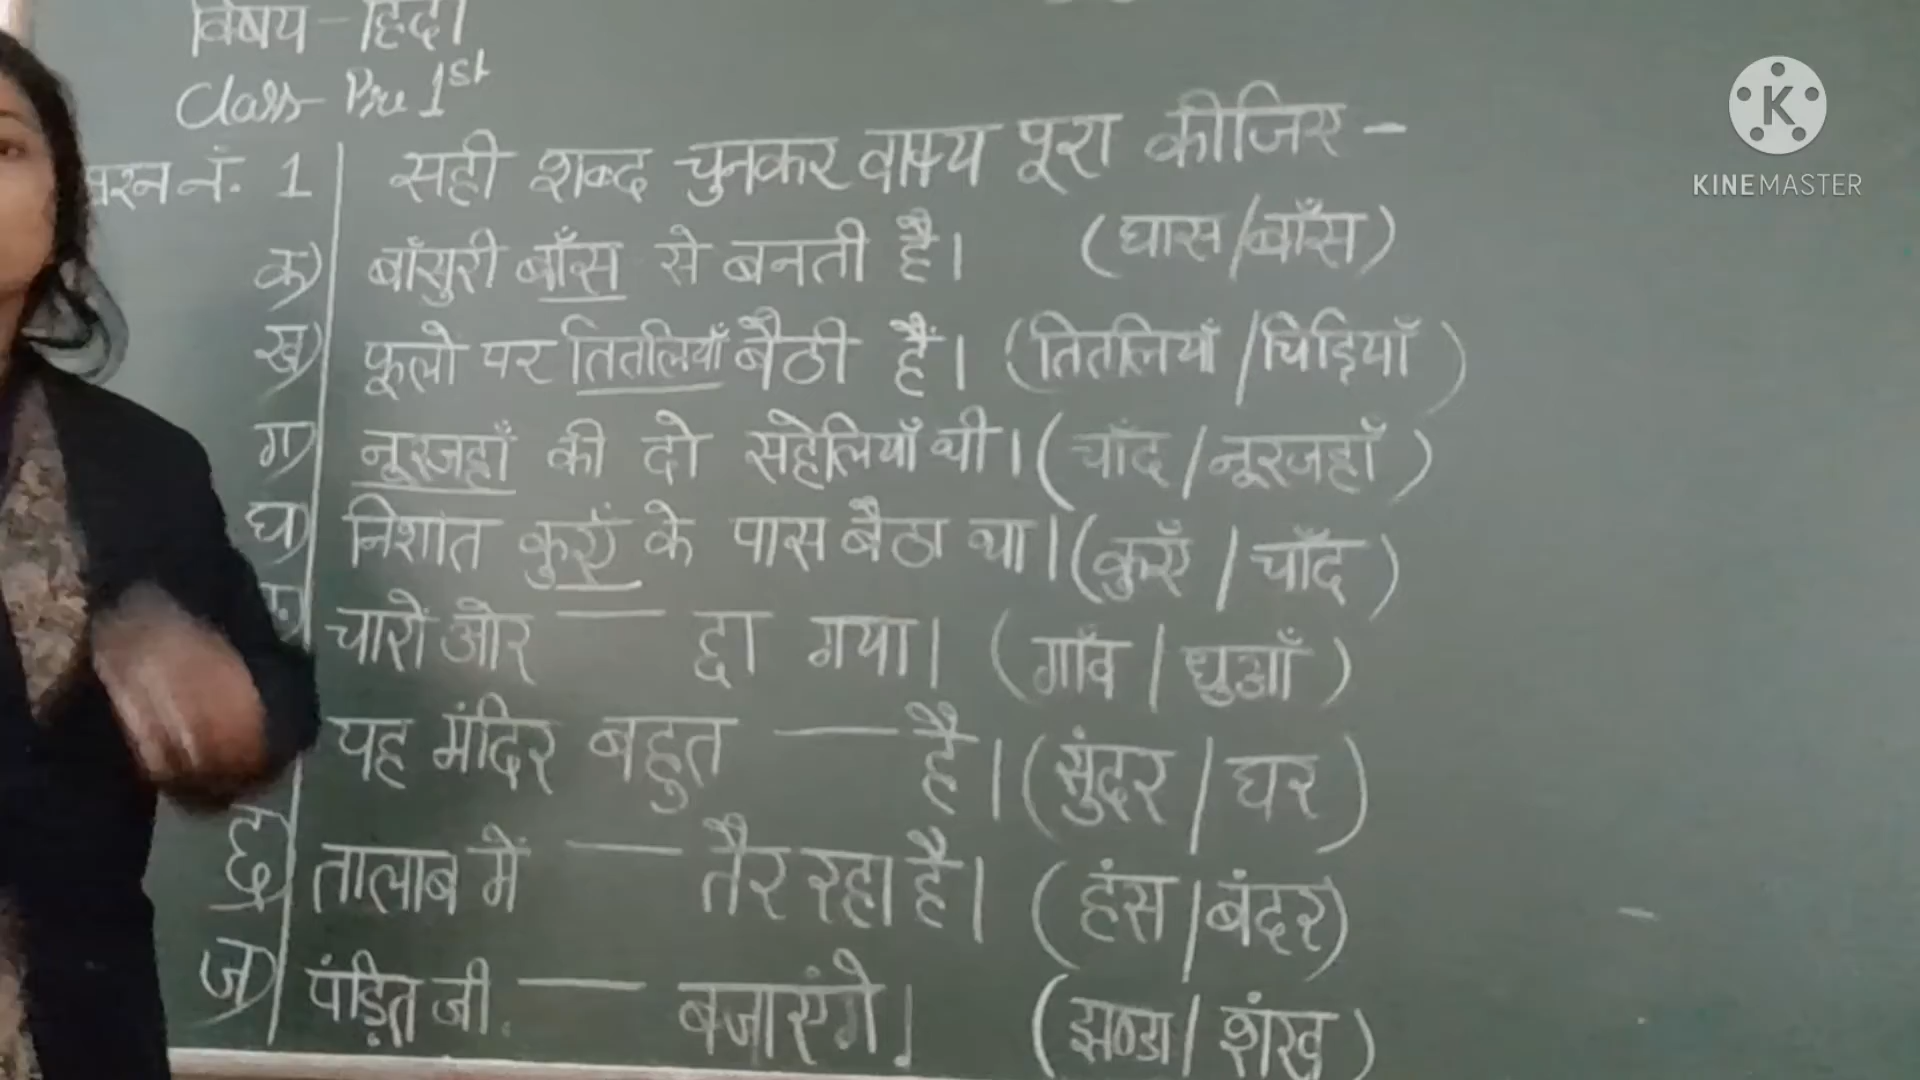 विषय - हिंदी
Class - Pre 1st
प्रश्न नं. 1 सही शब्द चुनकर वाक्य पूरा कीजिए -
क) बाँसुरी बाँस से बनती है। (घास/बाँस)
ख) फूलो पर तितलियाँ बैठी हैं। (तितलियाँ/चिड़ियाँ)
ग) नूरजहाँ की दो सहेलियाँ थी। (चाँद/नूरजहाँ)
घ) निशांत कुएँ के पास बैठा था। (कुएँ/चाँद)
चारों ओर — छा गया। (गाँव/धुआँ)
यह मंदिर बहुत — है। (सुंदर/घर)
छ) तालाब में — तैर रहा है। (हंस/बंदर)
ज) पंड़ित जी — बजाएंगे। (झण्डा/शंख)
KINEMASTER